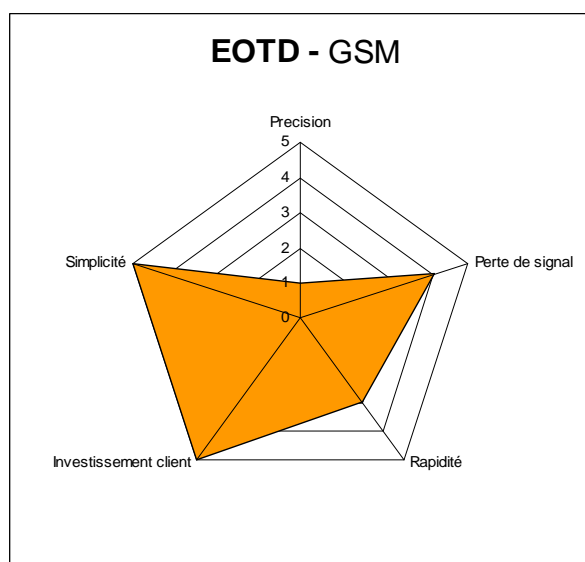 EOTD - GSM
Precision
5
4
3
2
1
0
Perte de signal
Rapidité
Investissement client
Simplicité